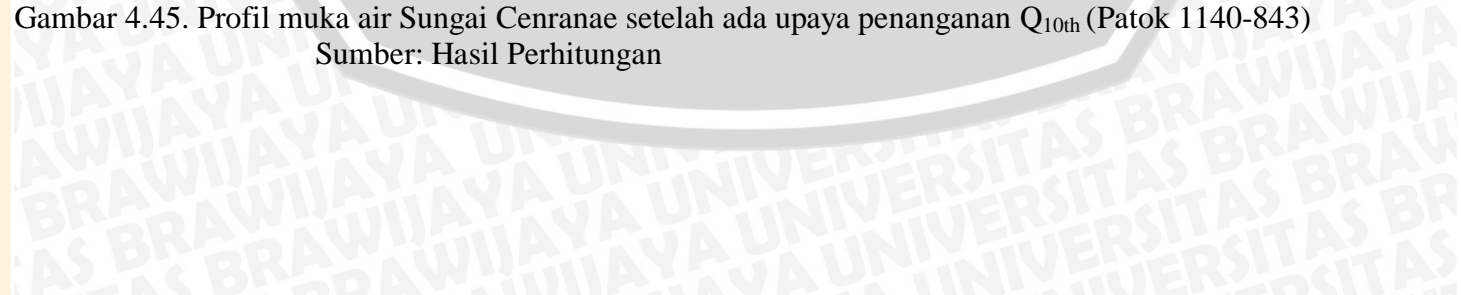 Gambar 4.45. Profil muka air Sungai Cenranae setelah ada upaya penanganan Q10th (Patok 1140-843)
Sumber: Hasil Perhitungan